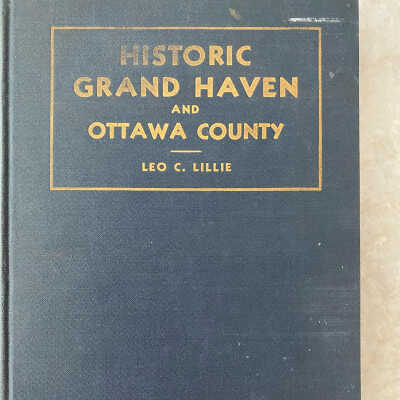 HISTORIC
GRAND HAVEN
AND
OTTAWA COUNTY
LEO C. LILLIE